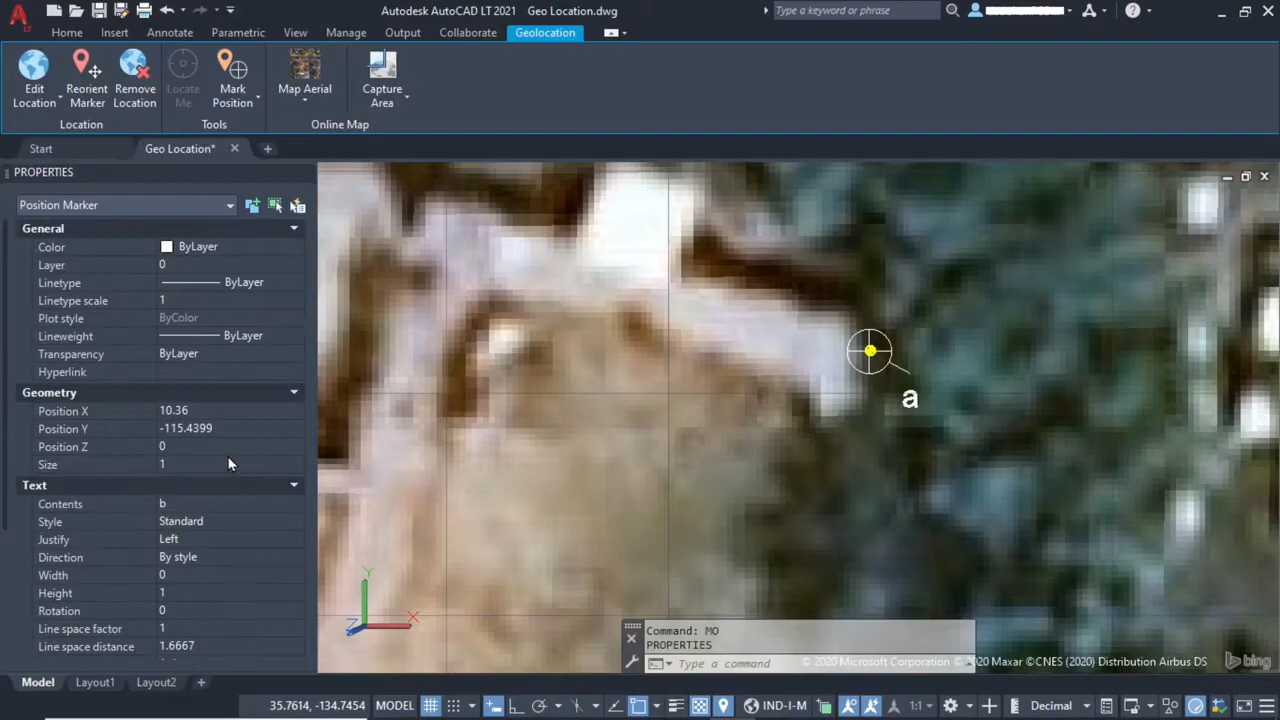 Autodesk AutoCAD LT 2021 Geo Location.dwg
Type a keyword or phrase
LT
Home Insert Annotate Parametric View Manage Output Collaborate Geolocation
Edit Location
Reorient Marker
Remove Location
Locate Me
Mark Position
Map Aerial
Capture Area
Location Tools Online Map
Start Geo Location*
PROPERTIES
Position Marker
General
Color ByLayer
Layer 0
Linetype ByLayer
Linetype scale 1
Plot style ByColor
Lineweight ByLayer
Transparency ByLayer
Hyperlink
Geometry
Position X 10.36
Position Y -115.4399
Position Z 0
Size 1
Text
Contents b
Style Standard
Justify Left
Direction By style
Width 0
Height 1
Rotation 0
Line space factor 1
Line space distance 1.6667
a
Y
X
Z
Command: MO
PROPERTIES
Type a command
© 2020 Microsoft Corporation © 2020 Maxar ©CNES (2020) Distribution Airbus DS
bing
Model Layout1 Layout2
35.7614, -134.7454 MODEL IND-I-M 1:1 Decimal